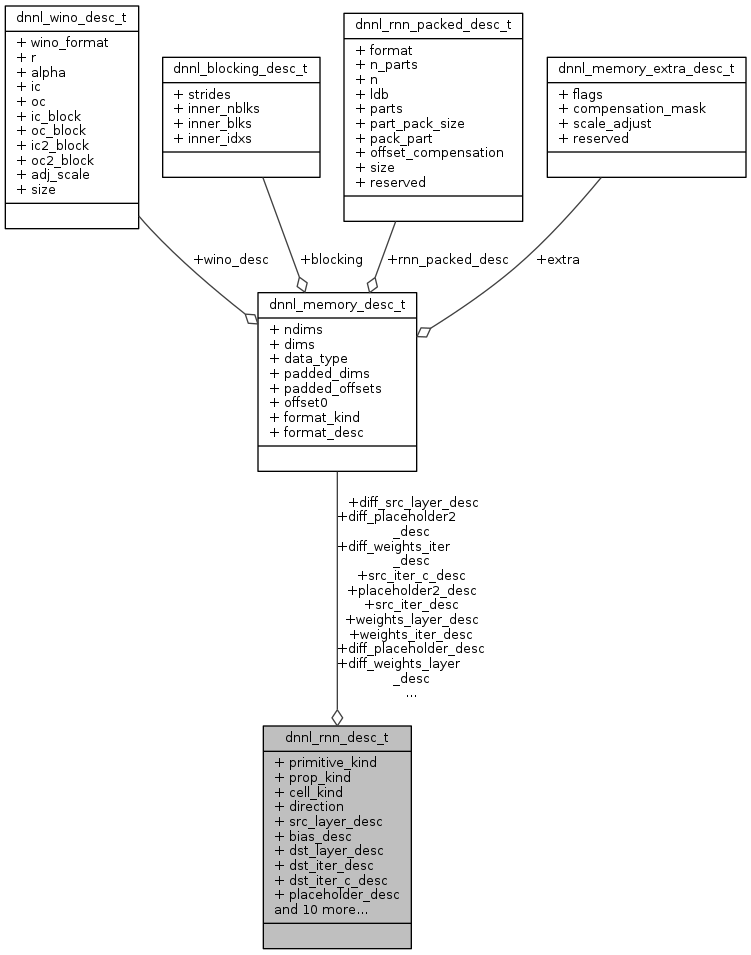 dnnl_wino_desc_t
+ wino_format
+ r
+ alpha
+ ic
+ oc
+ ic_block
+ oc_block
+ ic2_block
+ oc2_block
+ adj_scale
+ size
dnnl_blocking_desc_t
+ strides
+ inner_nblks
+ inner_blks
+ inner_idxs
dnnl_rnn_packed_desc_t
+ format
+ n_parts
+ n
+ ldb
+ parts
+ part_pack_size
+ pack_part
+ offset_compensation
+ size
+ reserved
dnnl_memory_extra_desc_t
+ flags
+ compensation_mask
+ scale_adjust
+ reserved
+wino_desc
+blocking
+rnn_packed_desc
+extra
dnnl_memory_desc_t
+ ndims
+ dims
+ data_type
+ padded_dims
+ padded_offsets
+ offset0
+ format_kind
+ format_desc
+diff_src_layer_desc
+diff_placeholder2
_desc
+diff_weights_iter
_desc
+src_iter_c_desc
+placeholder2_desc
+src_iter_desc
+weights_layer_desc
+weights_iter_desc
+diff_placeholder_desc
+diff_weights_layer
_desc
...
dnnl_rnn_desc_t
+ primitive_kind
+ prop_kind
+ cell_kind
+ direction
+ src_layer_desc
+ bias_desc
+ dst_layer_desc
+ dst_iter_desc
+ dst_iter_c_desc
+ placeholder_desc
and 10 more...